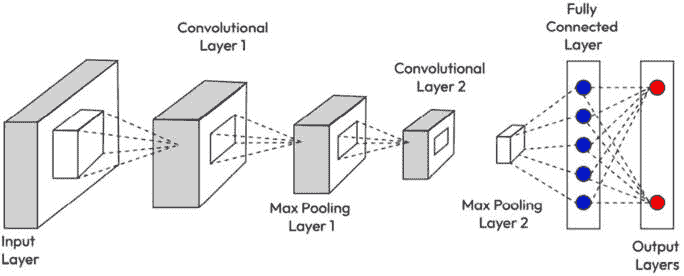 Convolutional
Layer 1
Fully
Connected
Layer
Convolutional
Layer 2
Max Pooling
Layer 1
Max Pooling
Layer 2
Input
Layer
Output
Layers